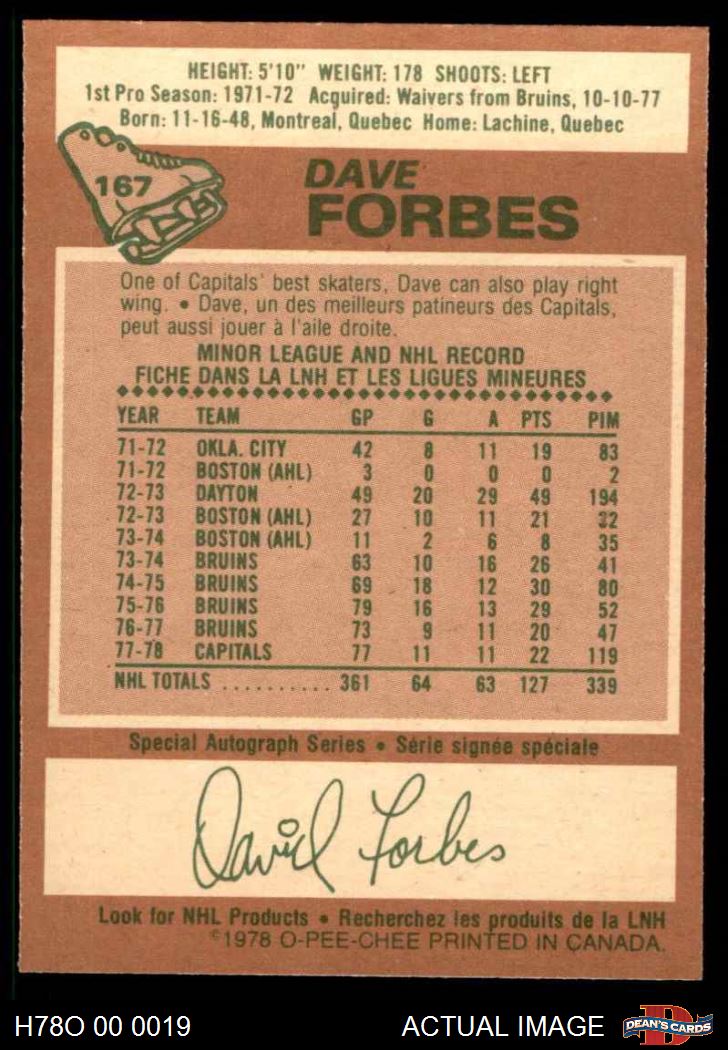 HEIGHT: 5'10" WEIGHT: 178 SHOOTS: LEFT
1st Pro Season: 1971-72 Acquired: Waivers from Bruins, 10-10-77
Born: 11-16-48, Montreal, Quebec Home: Lachine, Quebec
167
DAVE
FORBES
One of Capitals' best skaters, Dave can also play right
wing. • Dave, un des meilleurs patineurs des Capitals,
peut aussi jouer à l'aile droite.
MINOR LEAGUE AND NHL RECORD
FICHE DANS LA LNH ET LES LIGUES MINEURES
YEAR TEAM GP G A PTS PIM
71-72 OKLA. CITY 42 8 11 19 83
71-72 BOSTON (AHL) 3 0 0 0 2
72-73 DAYTON 49 20 29 49 194
72-73 BOSTON (AHL) 27 10 11 21 32
73-74 BOSTON (AHL) 11 2 6 8 35
73-74 BRUINS 63 10 16 26 41
74-75 BRUINS 69 18 12 30 80
75-76 BRUINS 79 16 13 29 52
76-77 BRUINS 73 9 11 20 47
77-78 CAPITALS 77 11 11 22 119
NHL TOTALS .......... 361 64 63 127 339
Special Autograph Series • Série signée spéciale
David Forbes
Look for NHL Products • Recherchez les produits de la LNH
©1978 O-PEE-CHEE PRINTED IN CANADA.
H78O 00 0019 ACTUAL IMAGE D DEAN'S CARDS